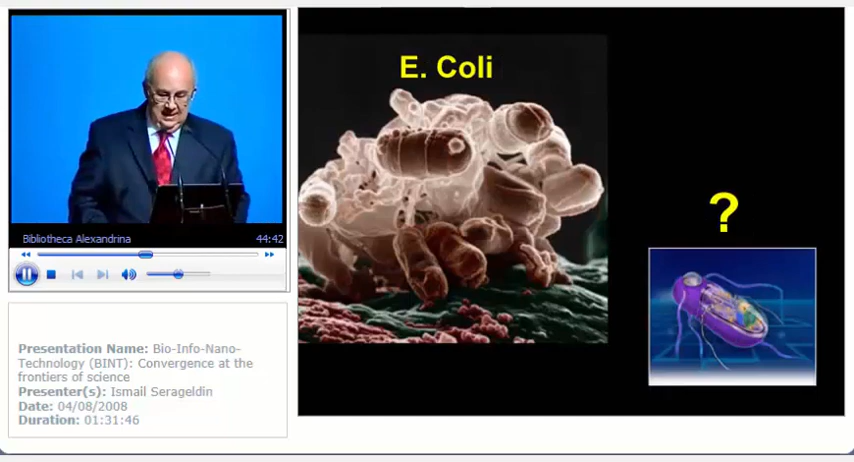 Bibliotheca Alexandrina 44:42
Presentation Name: Bio-Info-Nano-
Technology (BINT): Convergence at the
frontiers of science
Presenter(s): Ismail Serageldin
Date: 04/08/2008
Duration: 01:31:46
E. Coli
?